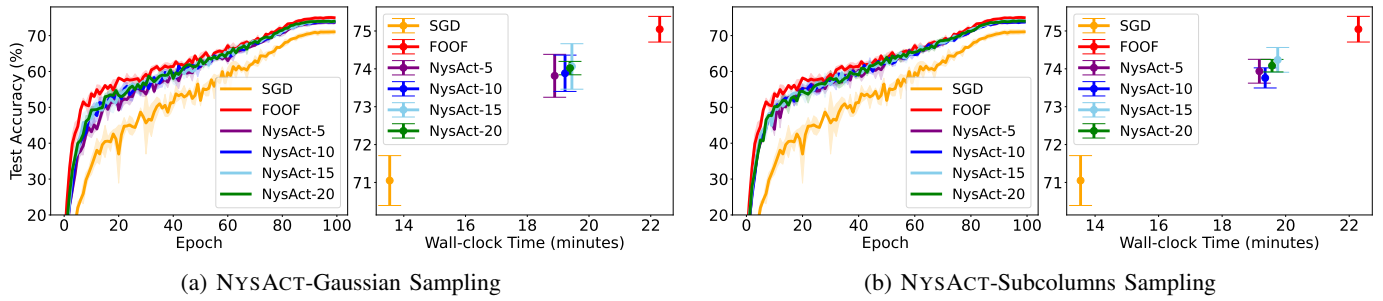 Test Accuracy (%)
70
60
50
40
30
20
0
20
40
60
80
100
Epoch
SGD
FOOF
NysAct-5
NysAct-10
NysAct-15
NysAct-20
75
74
73
72
71
14
16
18
20
22
Wall-clock Time (minutes)
SGD
FOOF
NysAct-5
NysAct-10
NysAct-15
NysAct-20
(a) NYSACT-Gaussian Sampling
70
60
50
40
30
20
0
20
40
60
80
100
Epoch
SGD
FOOF
NysAct-5
NysAct-10
NysAct-15
NysAct-20
75
74
73
72
71
14
16
18
20
22
Wall-clock Time (minutes)
SGD
FOOF
NysAct-5
NysAct-10
NysAct-15
NysAct-20
(b) NYSACT-Subcolumns Sampling